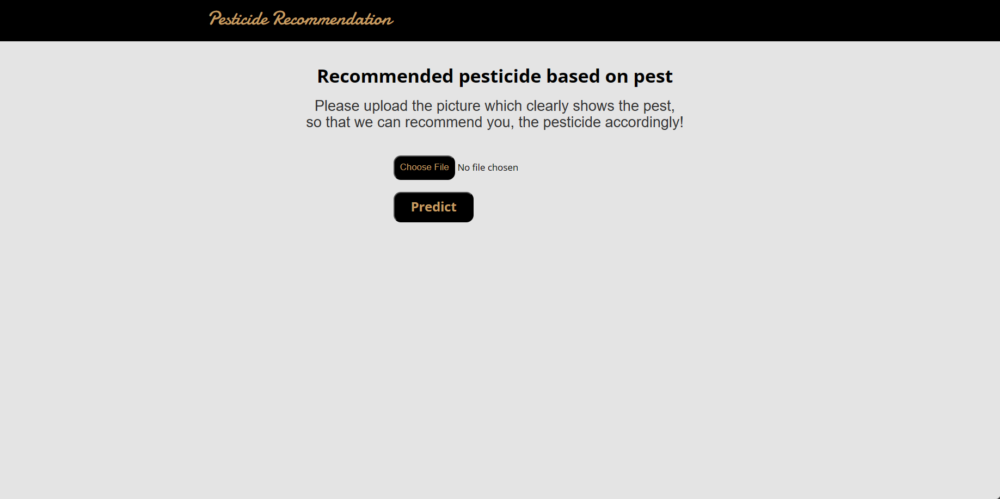 Pesticide Recommendation
Recommended pesticide based on pest
Please upload the picture which clearly shows the pest,
so that we can recommend you, the pesticide accordingly!
Choose File No file chosen
Predict